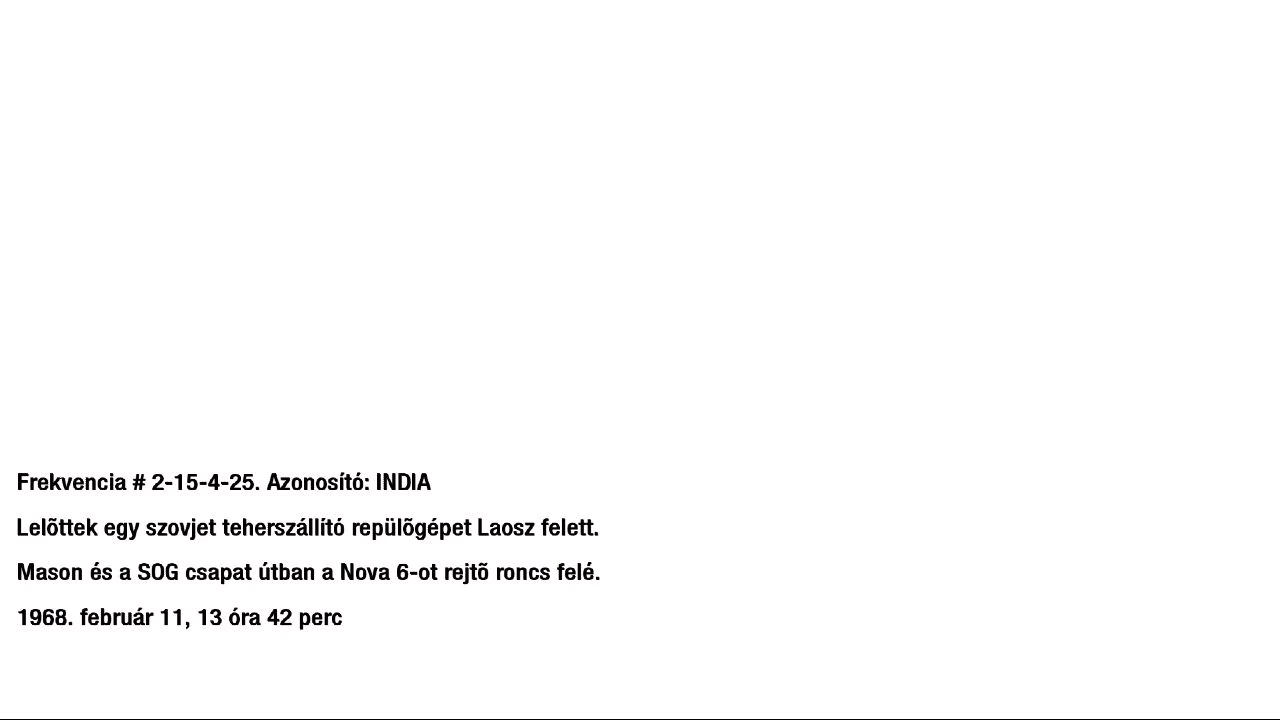 Frekvencia # 2-15-4-25. Azonosító: INDIA
Lelõttek egy szovjet teherszállító repülõgépet Laosz felett.
Mason és a SOG csapat útban a Nova 6-ot rejtõ roncs felé.
1968. február 11, 13 óra 42 perc